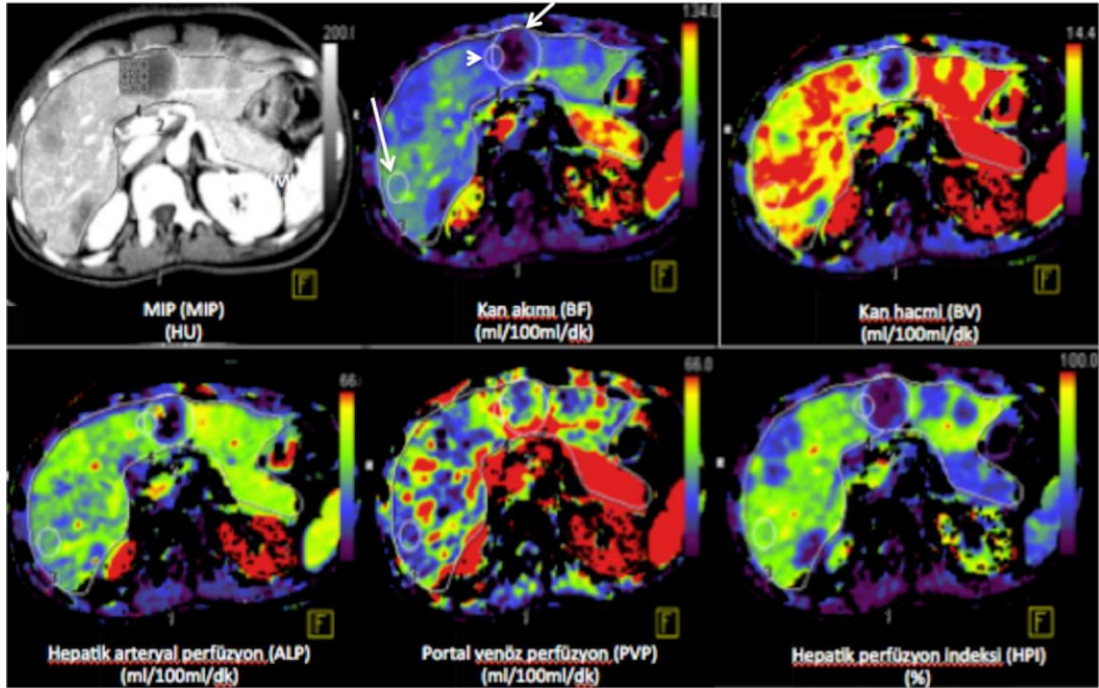 200.
134.0
14.4
F
F
F
MIP (MIP)
(HU)
Kan akımı (BF)
(ml/100ml/dk)
Kan hacmi (BV)
(ml/100ml/dk)
66.
66.0
100.0
F
F
F
Hepatik arteryal perfüzyon (ALP)
(ml/100ml/dk)
Portal venöz perfüzyon (PVP)
(ml/100ml/dk)
Hepatik perfüzyon indeksi (HPI)
(%)